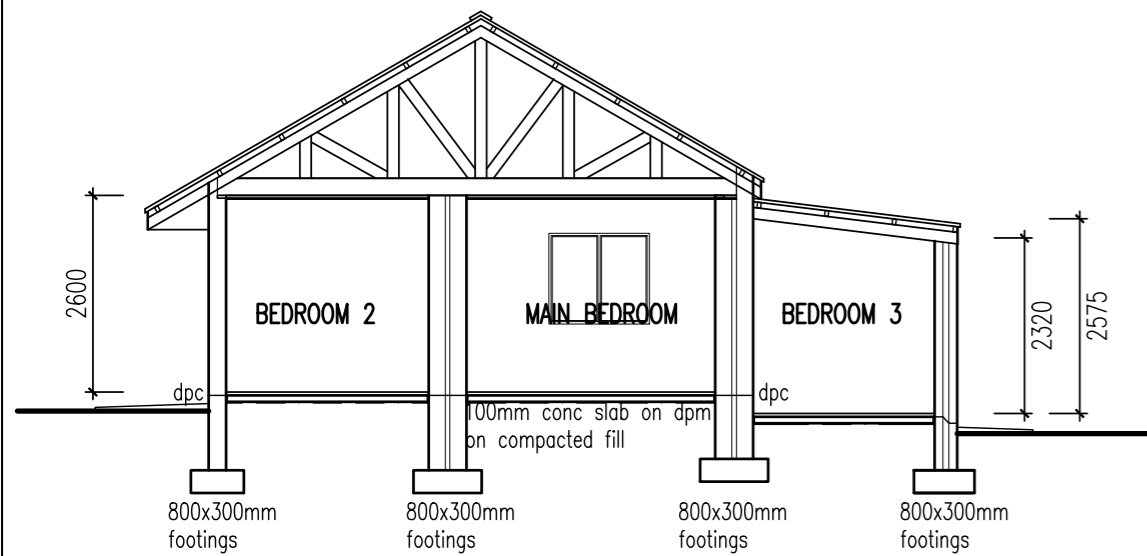 2600
BEDROOM 2
MAIN BEDROOM
BEDROOM 3
2320
2575
dpc
dpc
100mm conc slab on dpm
on compacted fill
800x300mm
footings
800x300mm
footings
800x300mm
footings
800x300mm
footings